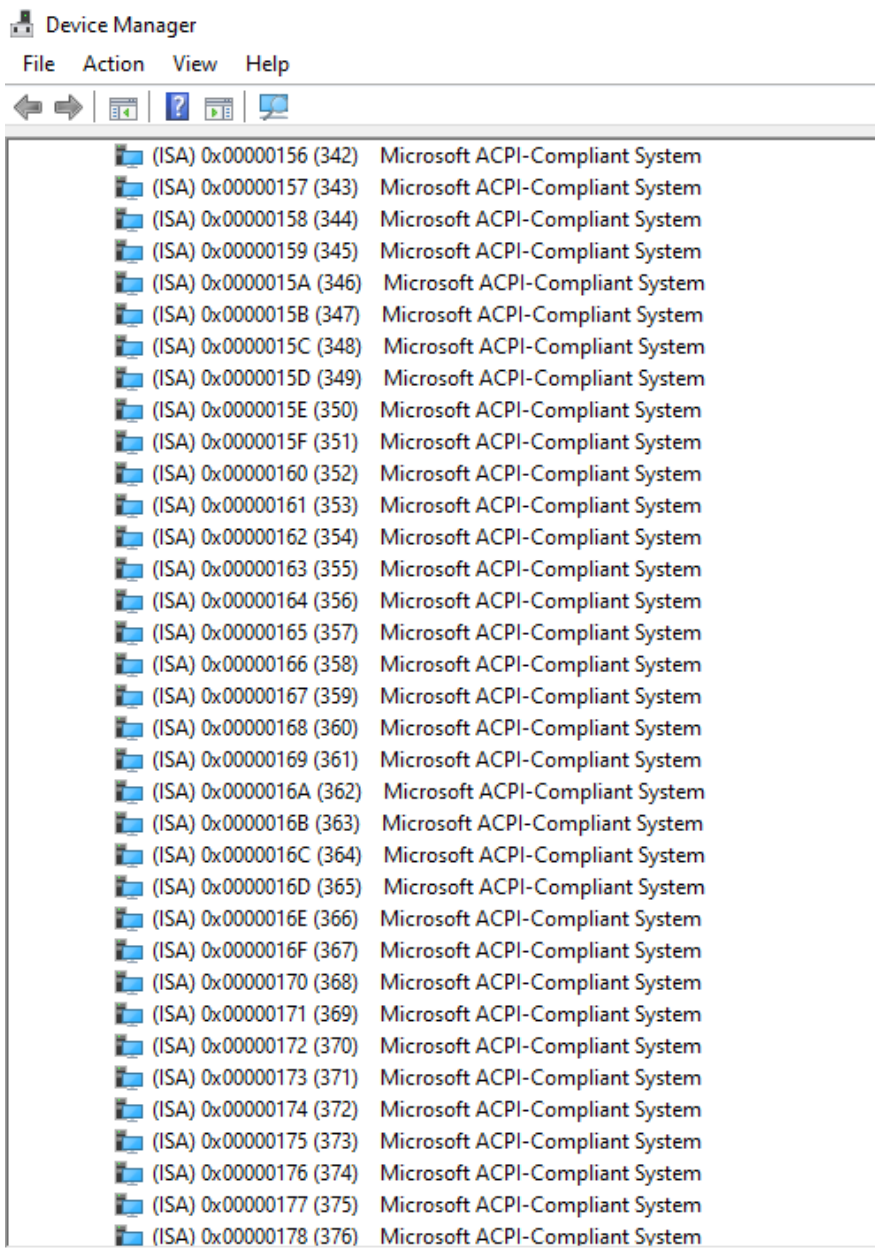 Device Manager
File Action View Help
(ISA) 0x00000156 (342) Microsoft ACPI-Compliant System
(ISA) 0x00000157 (343) Microsoft ACPI-Compliant System
(ISA) 0x00000158 (344) Microsoft ACPI-Compliant System
(ISA) 0x00000159 (345) Microsoft ACPI-Compliant System
(ISA) 0x0000015A (346) Microsoft ACPI-Compliant System
(ISA) 0x0000015B (347) Microsoft ACPI-Compliant System
(ISA) 0x0000015C (348) Microsoft ACPI-Compliant System
(ISA) 0x0000015D (349) Microsoft ACPI-Compliant System
(ISA) 0x0000015E (350) Microsoft ACPI-Compliant System
(ISA) 0x0000015F (351) Microsoft ACPI-Compliant System
(ISA) 0x00000160 (352) Microsoft ACPI-Compliant System
(ISA) 0x00000161 (353) Microsoft ACPI-Compliant System
(ISA) 0x00000162 (354) Microsoft ACPI-Compliant System
(ISA) 0x00000163 (355) Microsoft ACPI-Compliant System
(ISA) 0x00000164 (356) Microsoft ACPI-Compliant System
(ISA) 0x00000165 (357) Microsoft ACPI-Compliant System
(ISA) 0x00000166 (358) Microsoft ACPI-Compliant System
(ISA) 0x00000167 (359) Microsoft ACPI-Compliant System
(ISA) 0x00000168 (360) Microsoft ACPI-Compliant System
(ISA) 0x00000169 (361) Microsoft ACPI-Compliant System
(ISA) 0x0000016A (362) Microsoft ACPI-Compliant System
(ISA) 0x0000016B (363) Microsoft ACPI-Compliant System
(ISA) 0x0000016C (364) Microsoft ACPI-Compliant System
(ISA) 0x0000016D (365) Microsoft ACPI-Compliant System
(ISA) 0x0000016E (366) Microsoft ACPI-Compliant System
(ISA) 0x0000016F (367) Microsoft ACPI-Compliant System
(ISA) 0x00000170 (368) Microsoft ACPI-Compliant System
(ISA) 0x00000171 (369) Microsoft ACPI-Compliant System
(ISA) 0x00000172 (370) Microsoft ACPI-Compliant System
(ISA) 0x00000173 (371) Microsoft ACPI-Compliant System
(ISA) 0x00000174 (372) Microsoft ACPI-Compliant System
(ISA) 0x00000175 (373) Microsoft ACPI-Compliant System
(ISA) 0x00000176 (374) Microsoft ACPI-Compliant System
(ISA) 0x00000177 (375) Microsoft ACPI-Compliant System
(ISA) 0x00000178 (376) Microsoft ACPI-Compliant System